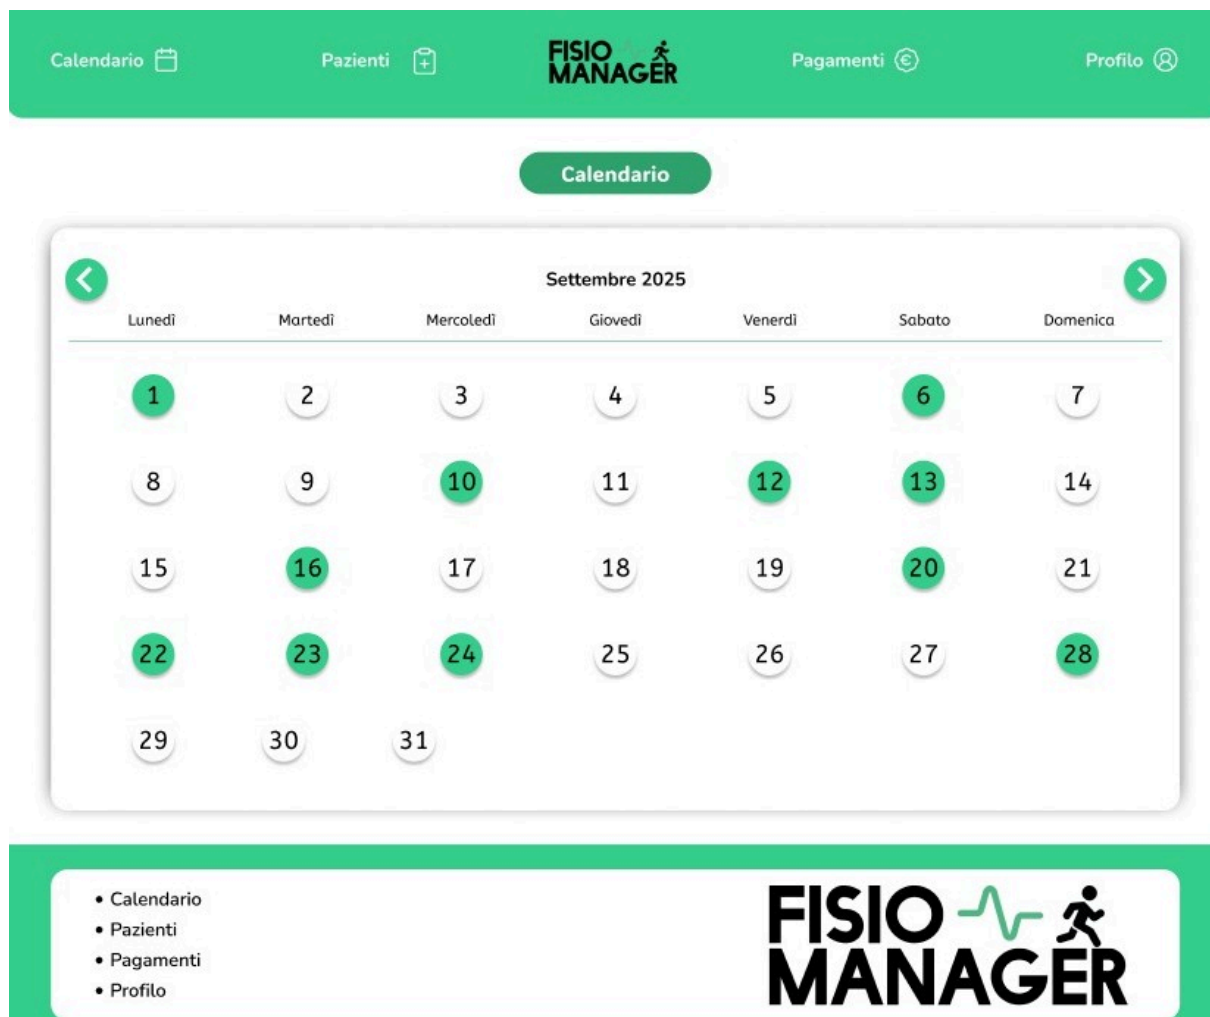 Calendario
Pazienti
FISIO
MANAGER
Pagamenti
Profilo
Calendario
Settembre 2025
Lunedì Martedì Mercoledì Giovedì Venerdì Sabato Domenica
1 2 3 4 5 6 7
8 9 10 11 12 13 14
15 16 17 18 19 20 21
22 23 24 25 26 27 28
29 30 31
• Calendario
• Pazienti
• Pagamenti
• Profilo
FISIO
MANAGER